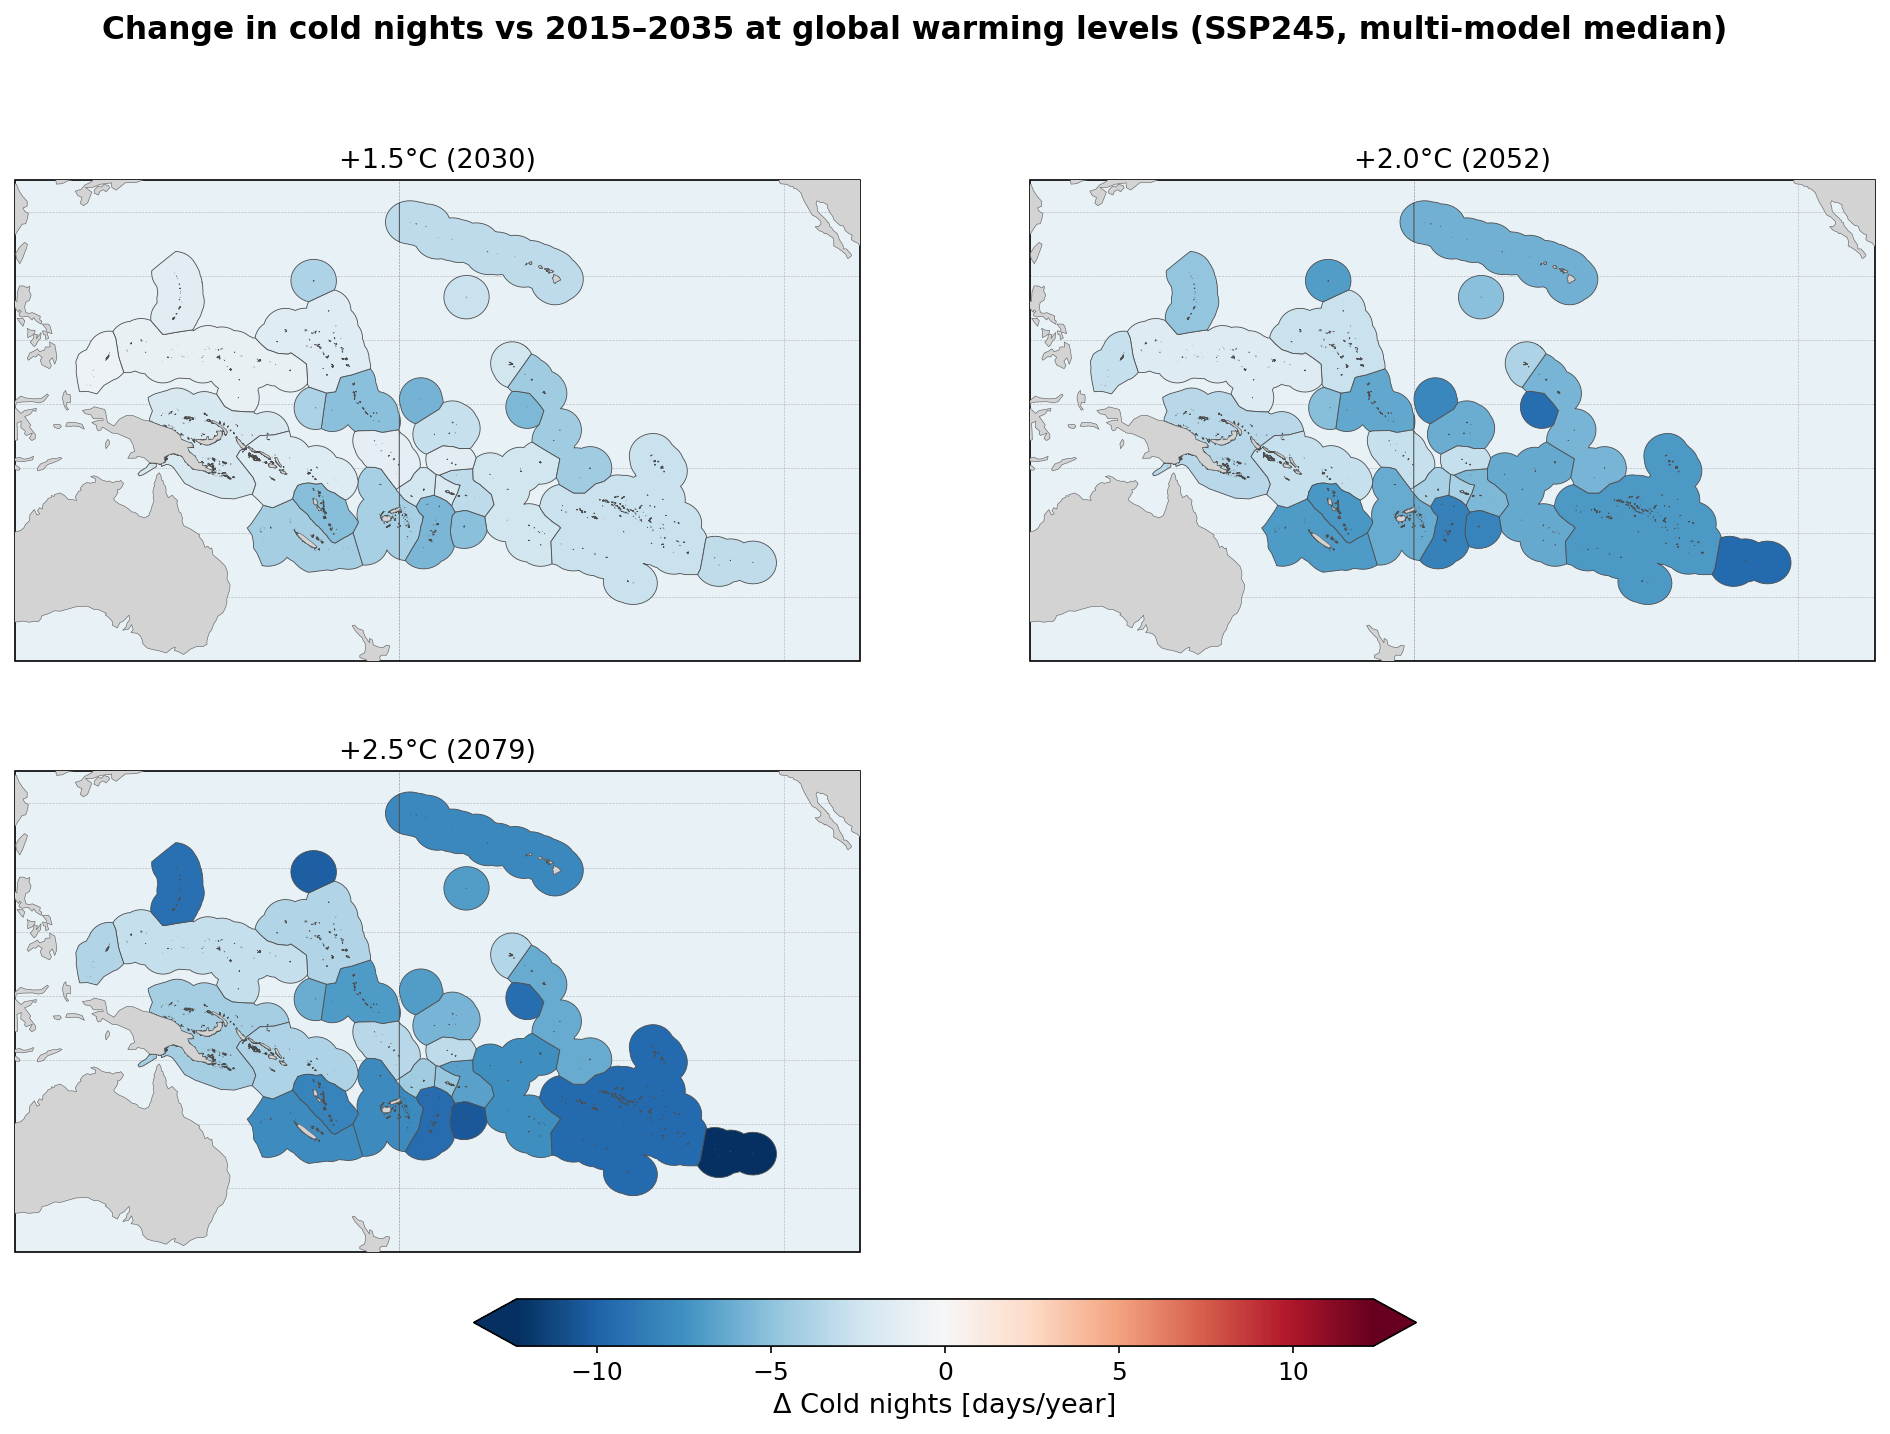 Change in cold nights vs 2015–2035 at global warming levels (SSP245, multi-model median)
+1.5°C (2030)
+2.0°C (2052)
+2.5°C (2079)
−10
−5
0
5
10
Δ Cold nights [days/year]